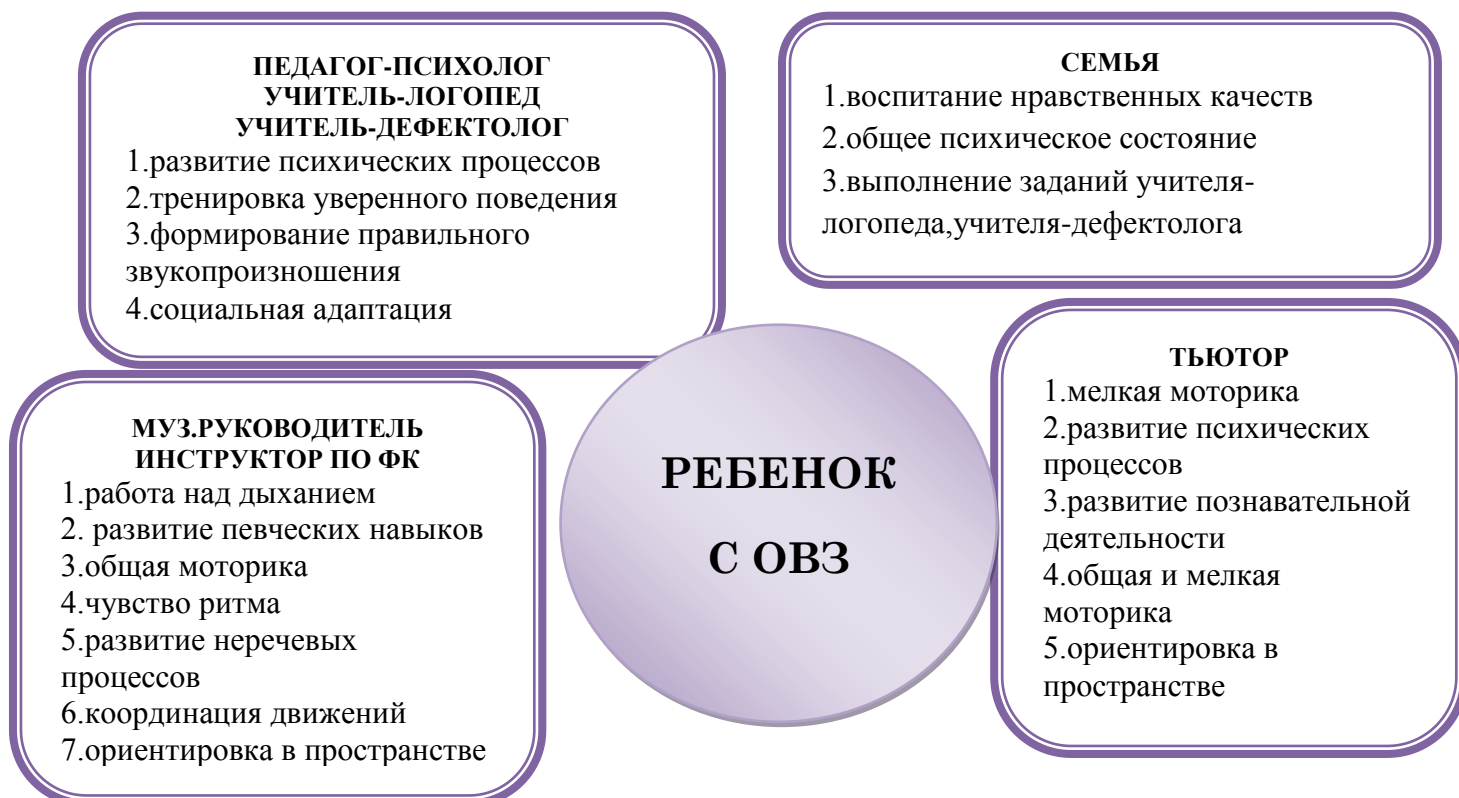 ПЕДАГОГ-ПСИХОЛОГ
УЧИТЕЛЬ-ЛОГОПЕД
УЧИТЕЛЬ-ДЕФЕКТОЛОГ
1.развитие психических процессов
2.тренировка уверенного поведения
3.формирование правильного
звукопроизношения
4.социальная адаптация
СЕМЬЯ
1.воспитание нравственных качеств
2.общее психическое состояние
3.выполнение заданий учителя-
логопеда,учителя-дефектолога
МУЗ.РУКОВОДИТЕЛЬ
ИНСТРУКТОР ПО ФК
1.работа над дыханием
2. развитие певческих навыков
3.общая моторика
4.чувство ритма
5.развитие неречевых
процессов
6.координация движений
7.ориентировка в пространстве
РЕБЕНОК
С ОВЗ
ТЬЮТОР
1.мелкая моторика
2.развитие психических
процессов
3.развитие познавательной
деятельности
4.общая и мелкая
моторика
5.ориентировка в
пространстве